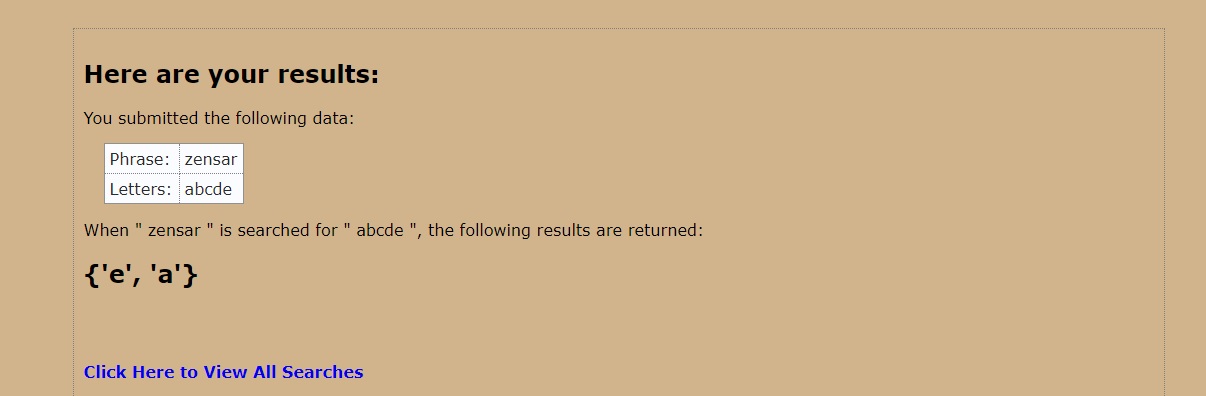 Here are your results:
You submitted the following data:
Phrase: zensar
Letters: abcde
When " zensar " is searched for " abcde ", the following results are returned:
{'e', 'a'}
Click Here to View All Searches